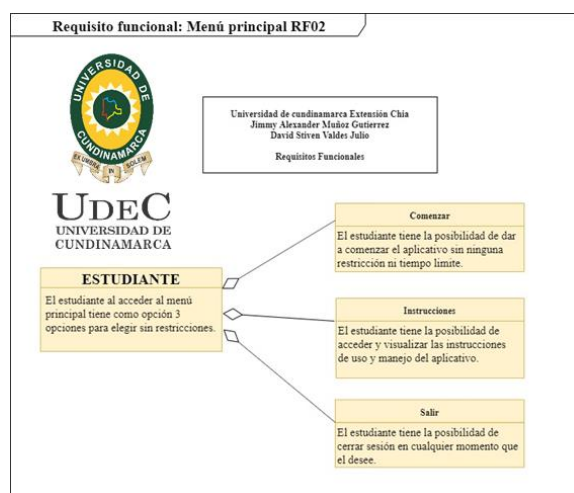 Requisito funcional: Menú principal RF02
UNIVERSIDAD DE
CUNDINAMARCA
EX UMBRA
IN
SOLEM
UDEC
UNIVERSIDAD DE
CUNDINAMARCA
Universidad de cundinamarca Extensión Chía
Jimmy Alexander Muñoz Gutierrez
David Stiven Valdes Julio
Requisitos Funcionales
ESTUDIANTE
El estudiante al acceder al menú
principal tiene como opción 3
opciones para elegir sin restricciones.
Comenzar
El estudiante tiene la posibilidad de dar
a comenzar el aplicativo sin ninguna
restricción ni tiempo limite.
Instrucciones
El estudiante tiene la posibilidad de
acceder y visualizar las instrucciones
de uso y manejo del aplicativo.
Salir
El estudiante tiene la posibilidad de
cerrar sesión en cualquier momento que
el desee.